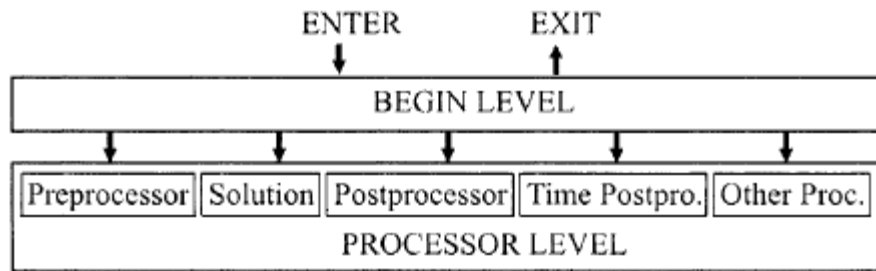 ENTER EXIT
BEGIN LEVEL
Preprocessor Solution Postprocessor Time Postpro. Other Proc.
PROCESSOR LEVEL